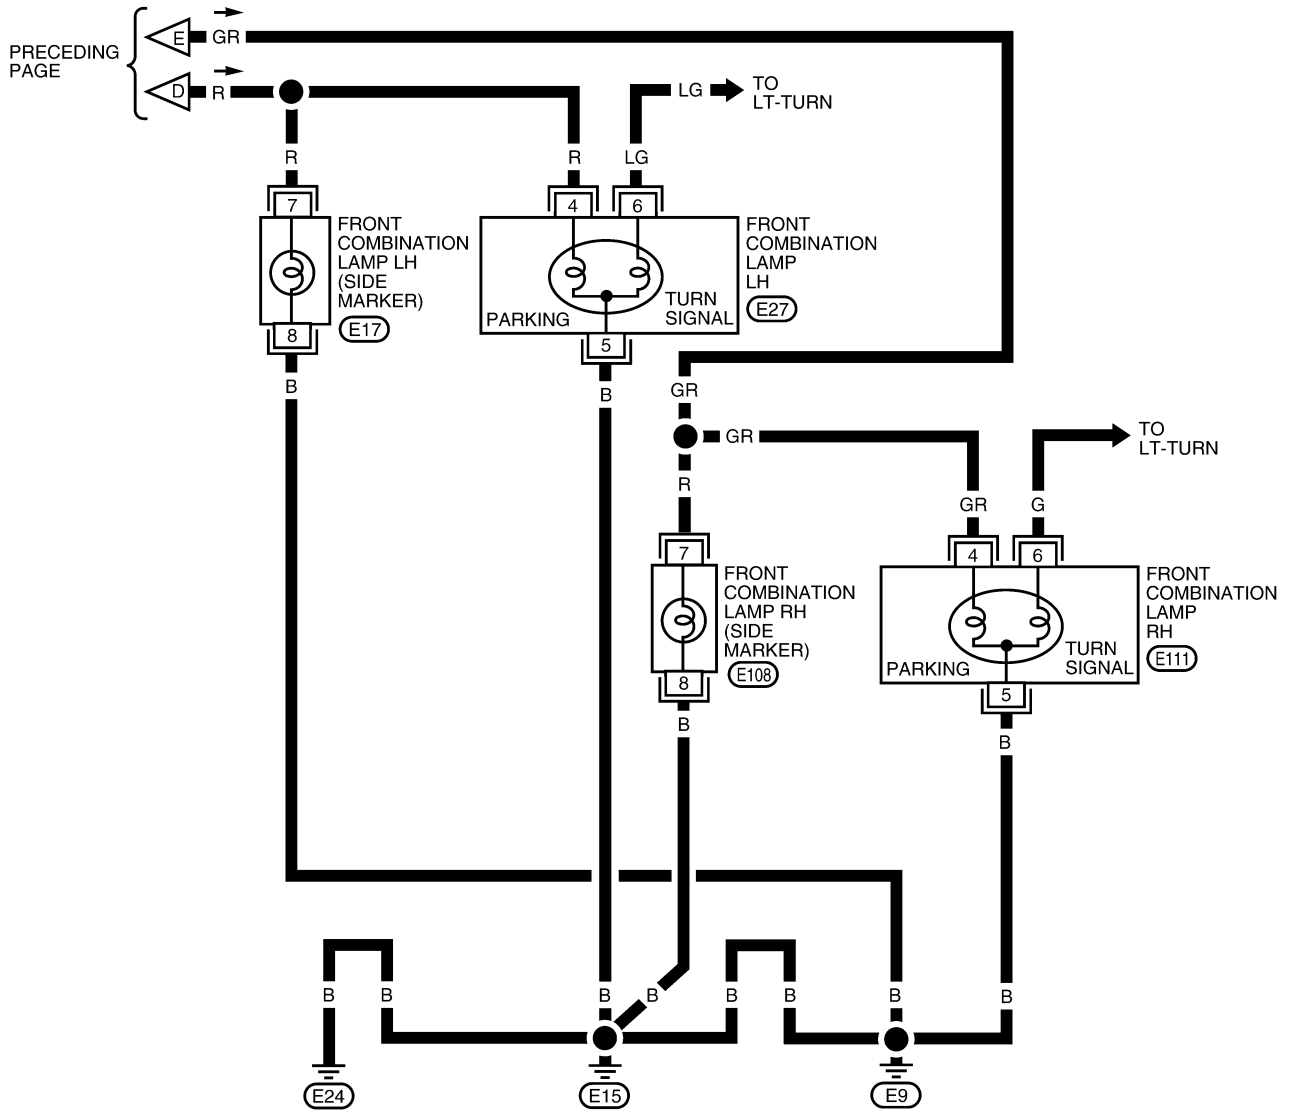 E GR
PRECEDING
PAGE
D R
LG TO
LT-TURN
R R LG
7 4 6
FRONT
COMBINATION
LAMP LH
(SIDE
MARKER)
E17
8
FRONT
COMBINATION
LAMP
LH
E27
PARKING
TURN
SIGNAL
5
B B
GR
GR
TO
LT-TURN
R GR G
7 4 6
FRONT
COMBINATION
LAMP RH
(SIDE
MARKER)
E108
8
FRONT
COMBINATION
LAMP
RH
E111
PARKING
TURN
SIGNAL
5
B B
B B B B B B B B
E24 E15 E9